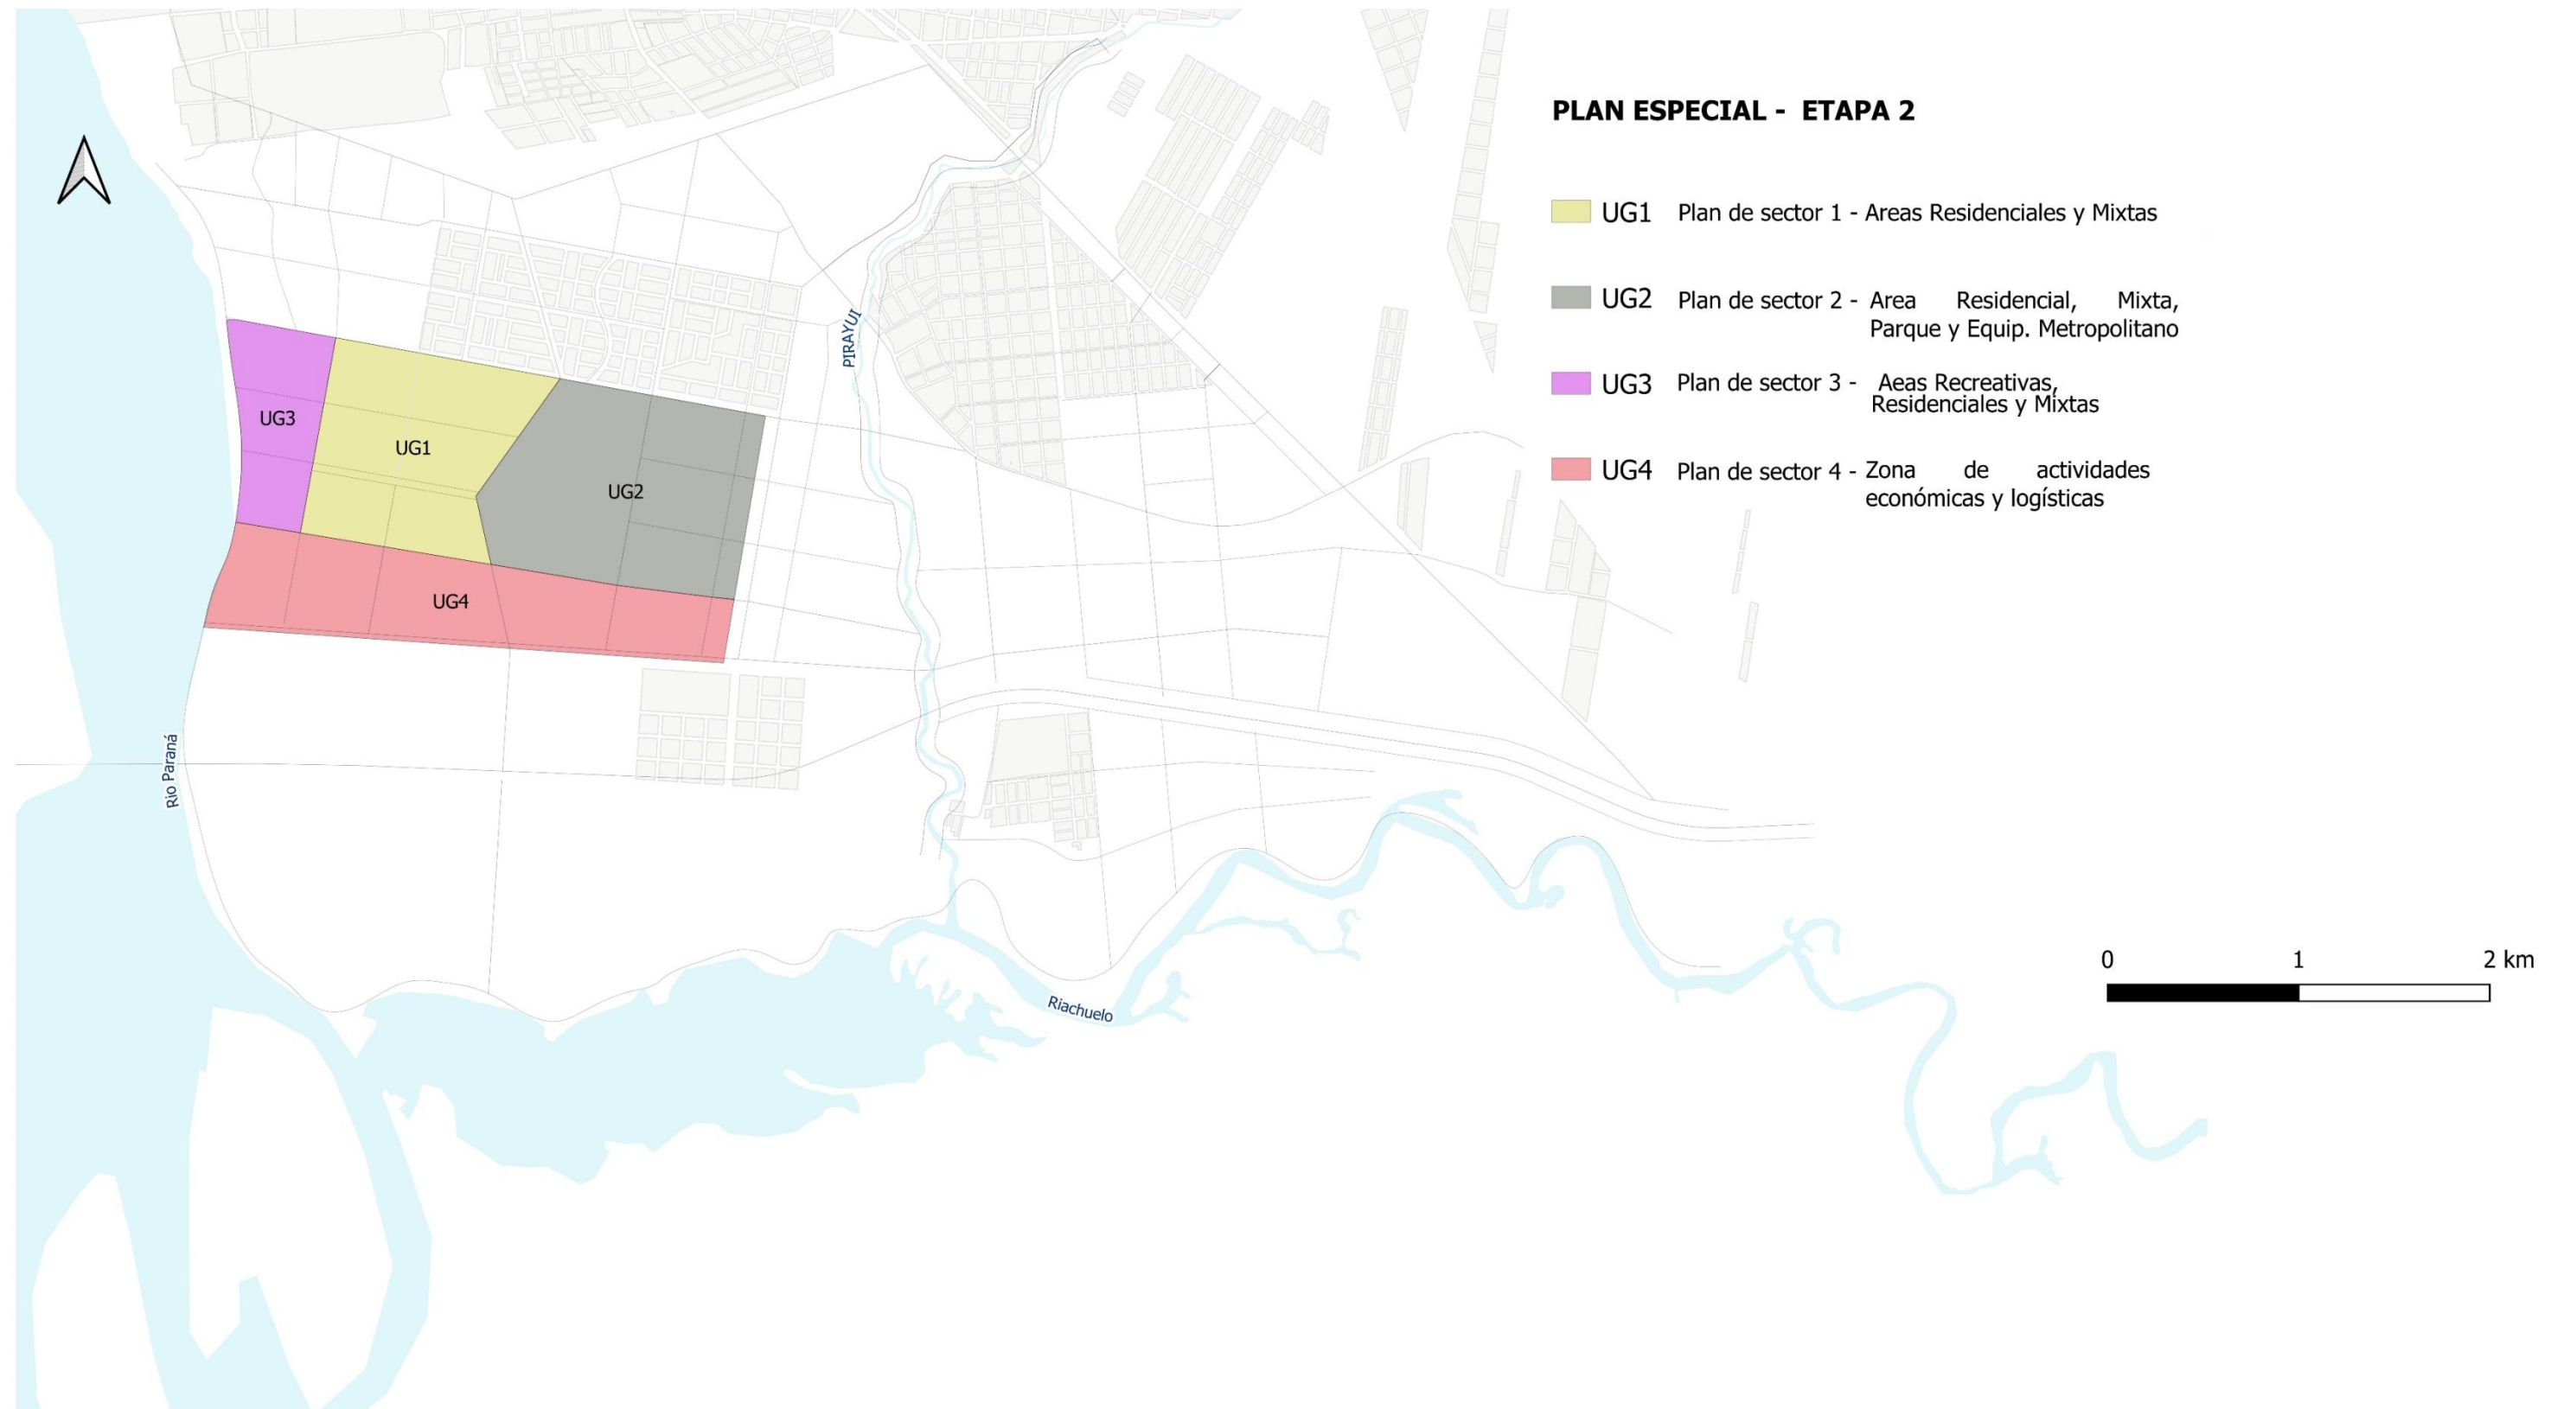 PLAN ESPECIAL - ETAPA 2
UG1 Plan de sector 1 - Areas Residenciales y Mixtas
UG2 Plan de sector 2 - Area Residencial, Mixta,
Parque y Equip. Metropolitano
UG3 Plan de sector 3 - Aeas Recreativas,
Residenciales y Mixtas
UG4 Plan de sector 4 - Zona de actividades
económicas y logísticas
PIRAYUI
UG3
UG1
UG2
UG4
Rio Paraná
Riachuelo
0 1 2 km